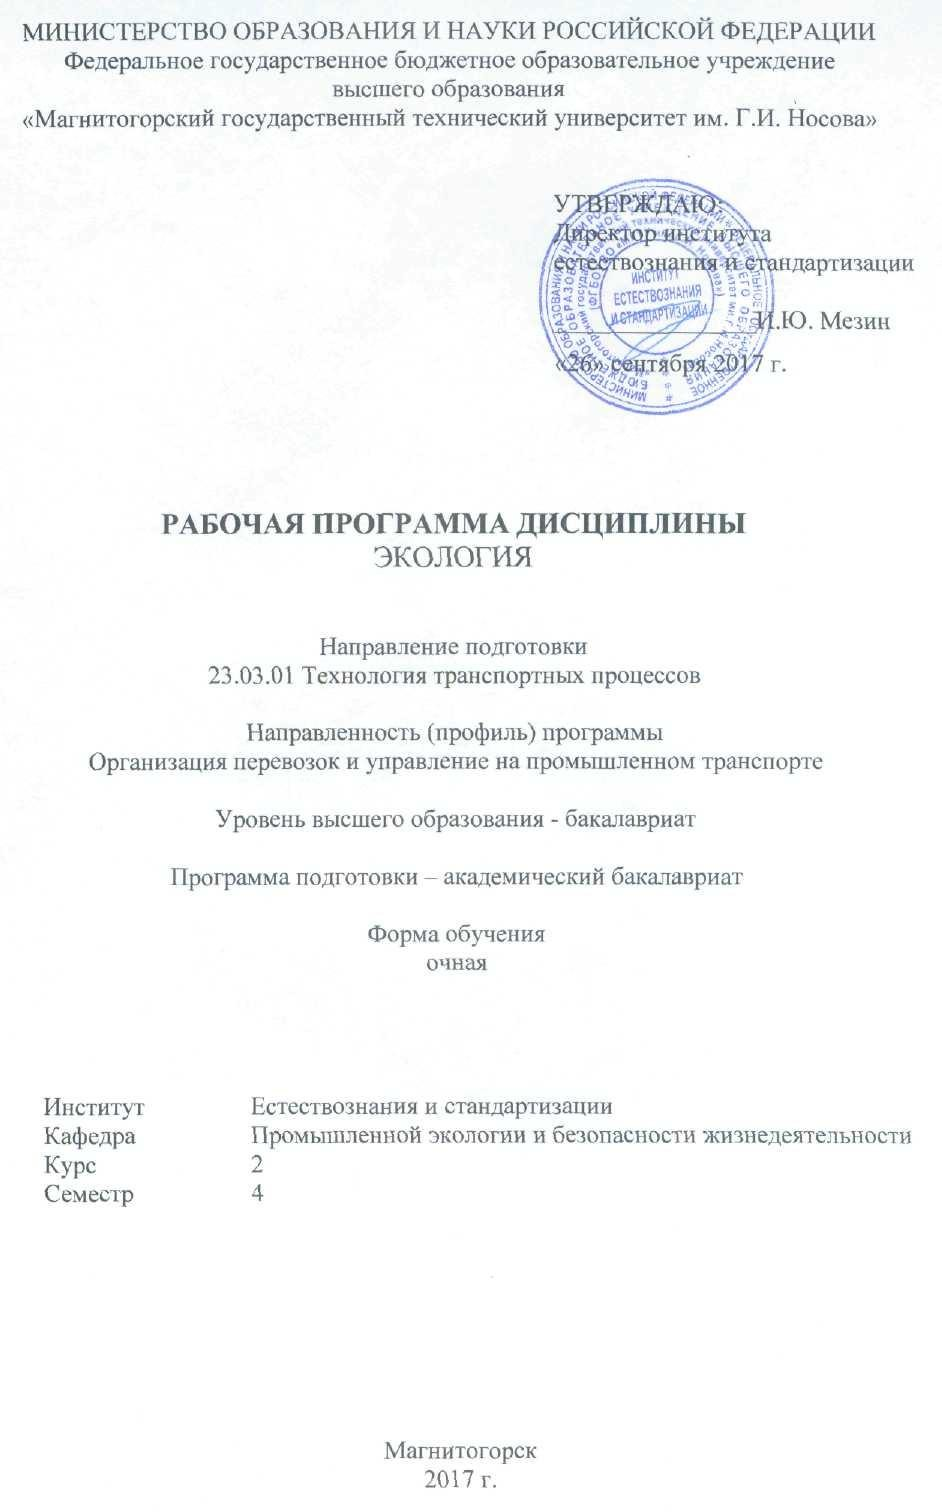 МИНИСТЕРСТВО ОБРАЗОВАНИЯ И НАУКИ РОССИЙСКОЙ ФЕДЕРАЦИИ
Федеральное государственное бюджетное образовательное учреждение
высшего образования
«Магнитогорский государственный технический университет им. Г.И. Носова»
УТВЕРЖДАЮ:
Директор института
естествознания и стандартизации
И.Ю. Мезин
«26» сентября 2017 г.
ИНСТИТУТ
ЕСТЕСТВОЗНАНИЯ
И СТАНДАРТИЗАЦИИ
РАБОЧАЯ ПРОГРАММА ДИСЦИПЛИНЫ
ЭКОЛОГИЯ
Направление подготовки
23.03.01 Технология транспортных процессов
Направленность (профиль) программы
Организация перевозок и управление на промышленном транспорте
Уровень высшего образования - бакалавриат
Программа подготовки – академический бакалавриат
Форма обучения
очная
Институт Естествознания и стандартизации
Кафедра Промышленной экологии и безопасности жизнедеятельности
Курс 2
Семестр 4
Магнитогорск
2017 г.